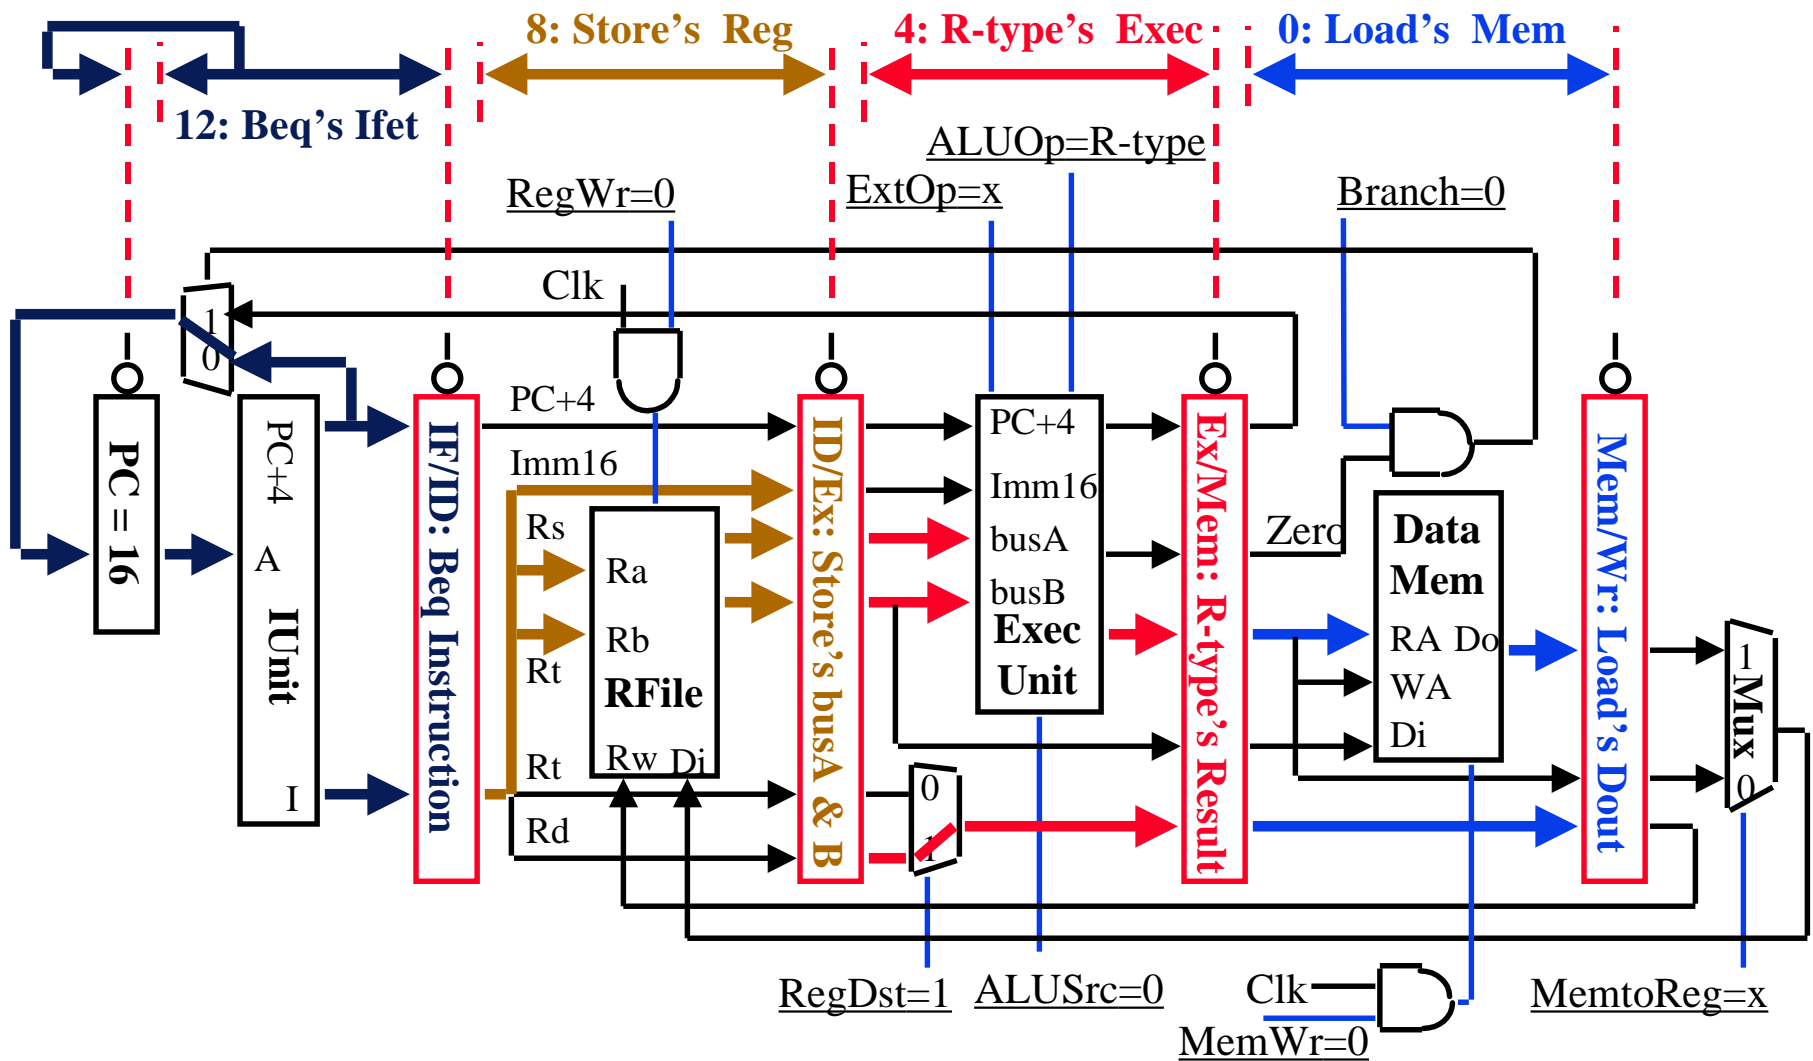 8: Store's Reg
4: R-type's Exec
0: Load's Mem
12: Beq's Ifet
ALUOp=R-type
RegWr=0
ExtOp=x
Branch=0
Clk
1
0
PC+4
Imm16
Rs
Rt
Rt
Rd
PC = 16
PC+4
A
IUnit
I
IF/ID: Beq Instruction
Ra
Rb
RFile
Rw Di
ID/Ex: Store's busA & B
0
1
PC+4
Imm16
busA
busB
Exec
Unit
Ex/Mem: R-type's Result
Zero
Data
Mem
RA Do
WA
Di
Mem/Wr: Load's Dout
1
Mux
0
RegDst=1
ALUSrc=0
Clk
MemWr=0
MemtoReg=x